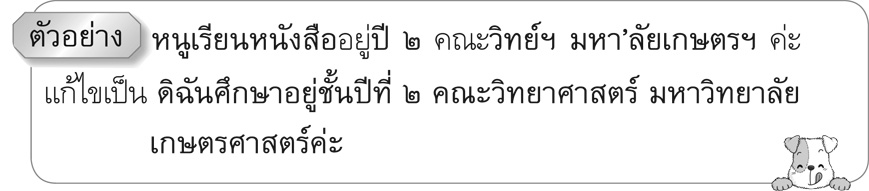 ตัวอย่าง หนูเรียนหนังสืออยู่ปี ๒ คณะวิทย์ฯ มหา’ลัยเกษตรฯ ค่ะ
แก้ไขเป็น ดิฉันศึกษาอยู่ชั้นปีที่ ๒ คณะวิทยาศาสตร์ มหาวิทยาลัย
เกษตรศาสตร์ค่ะ